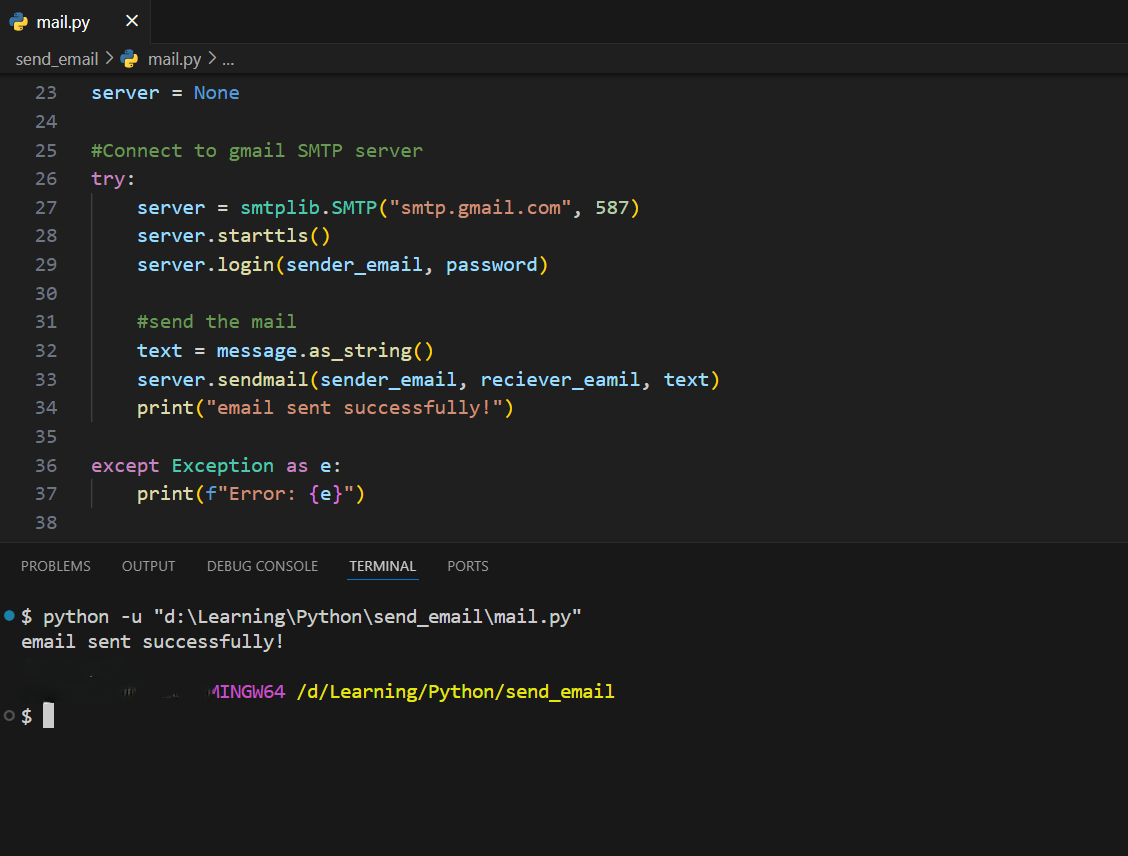 mail.py
send_email > mail.py > ...
23 server = None
24
25 #Connect to gmail SMTP server
26 try:
27     server = smtplib.SMTP("smtp.gmail.com", 587)
28     server.starttls()
29     server.login(sender_email, password)
30
31     #send the mail
32     text = message.as_string()
33     server.sendmail(sender_email, reciever_eamil, text)
34     print("email sent successfully!")
35
36 except Exception as e:
37     print(f"Error: {e}")
38
PROBLEMS OUTPUT DEBUG CONSOLE TERMINAL PORTS
$ python -u "d:\Learning\Python\send_email\mail.py"
email sent successfully!
MINGW64 /d/Learning/Python/send_email
$